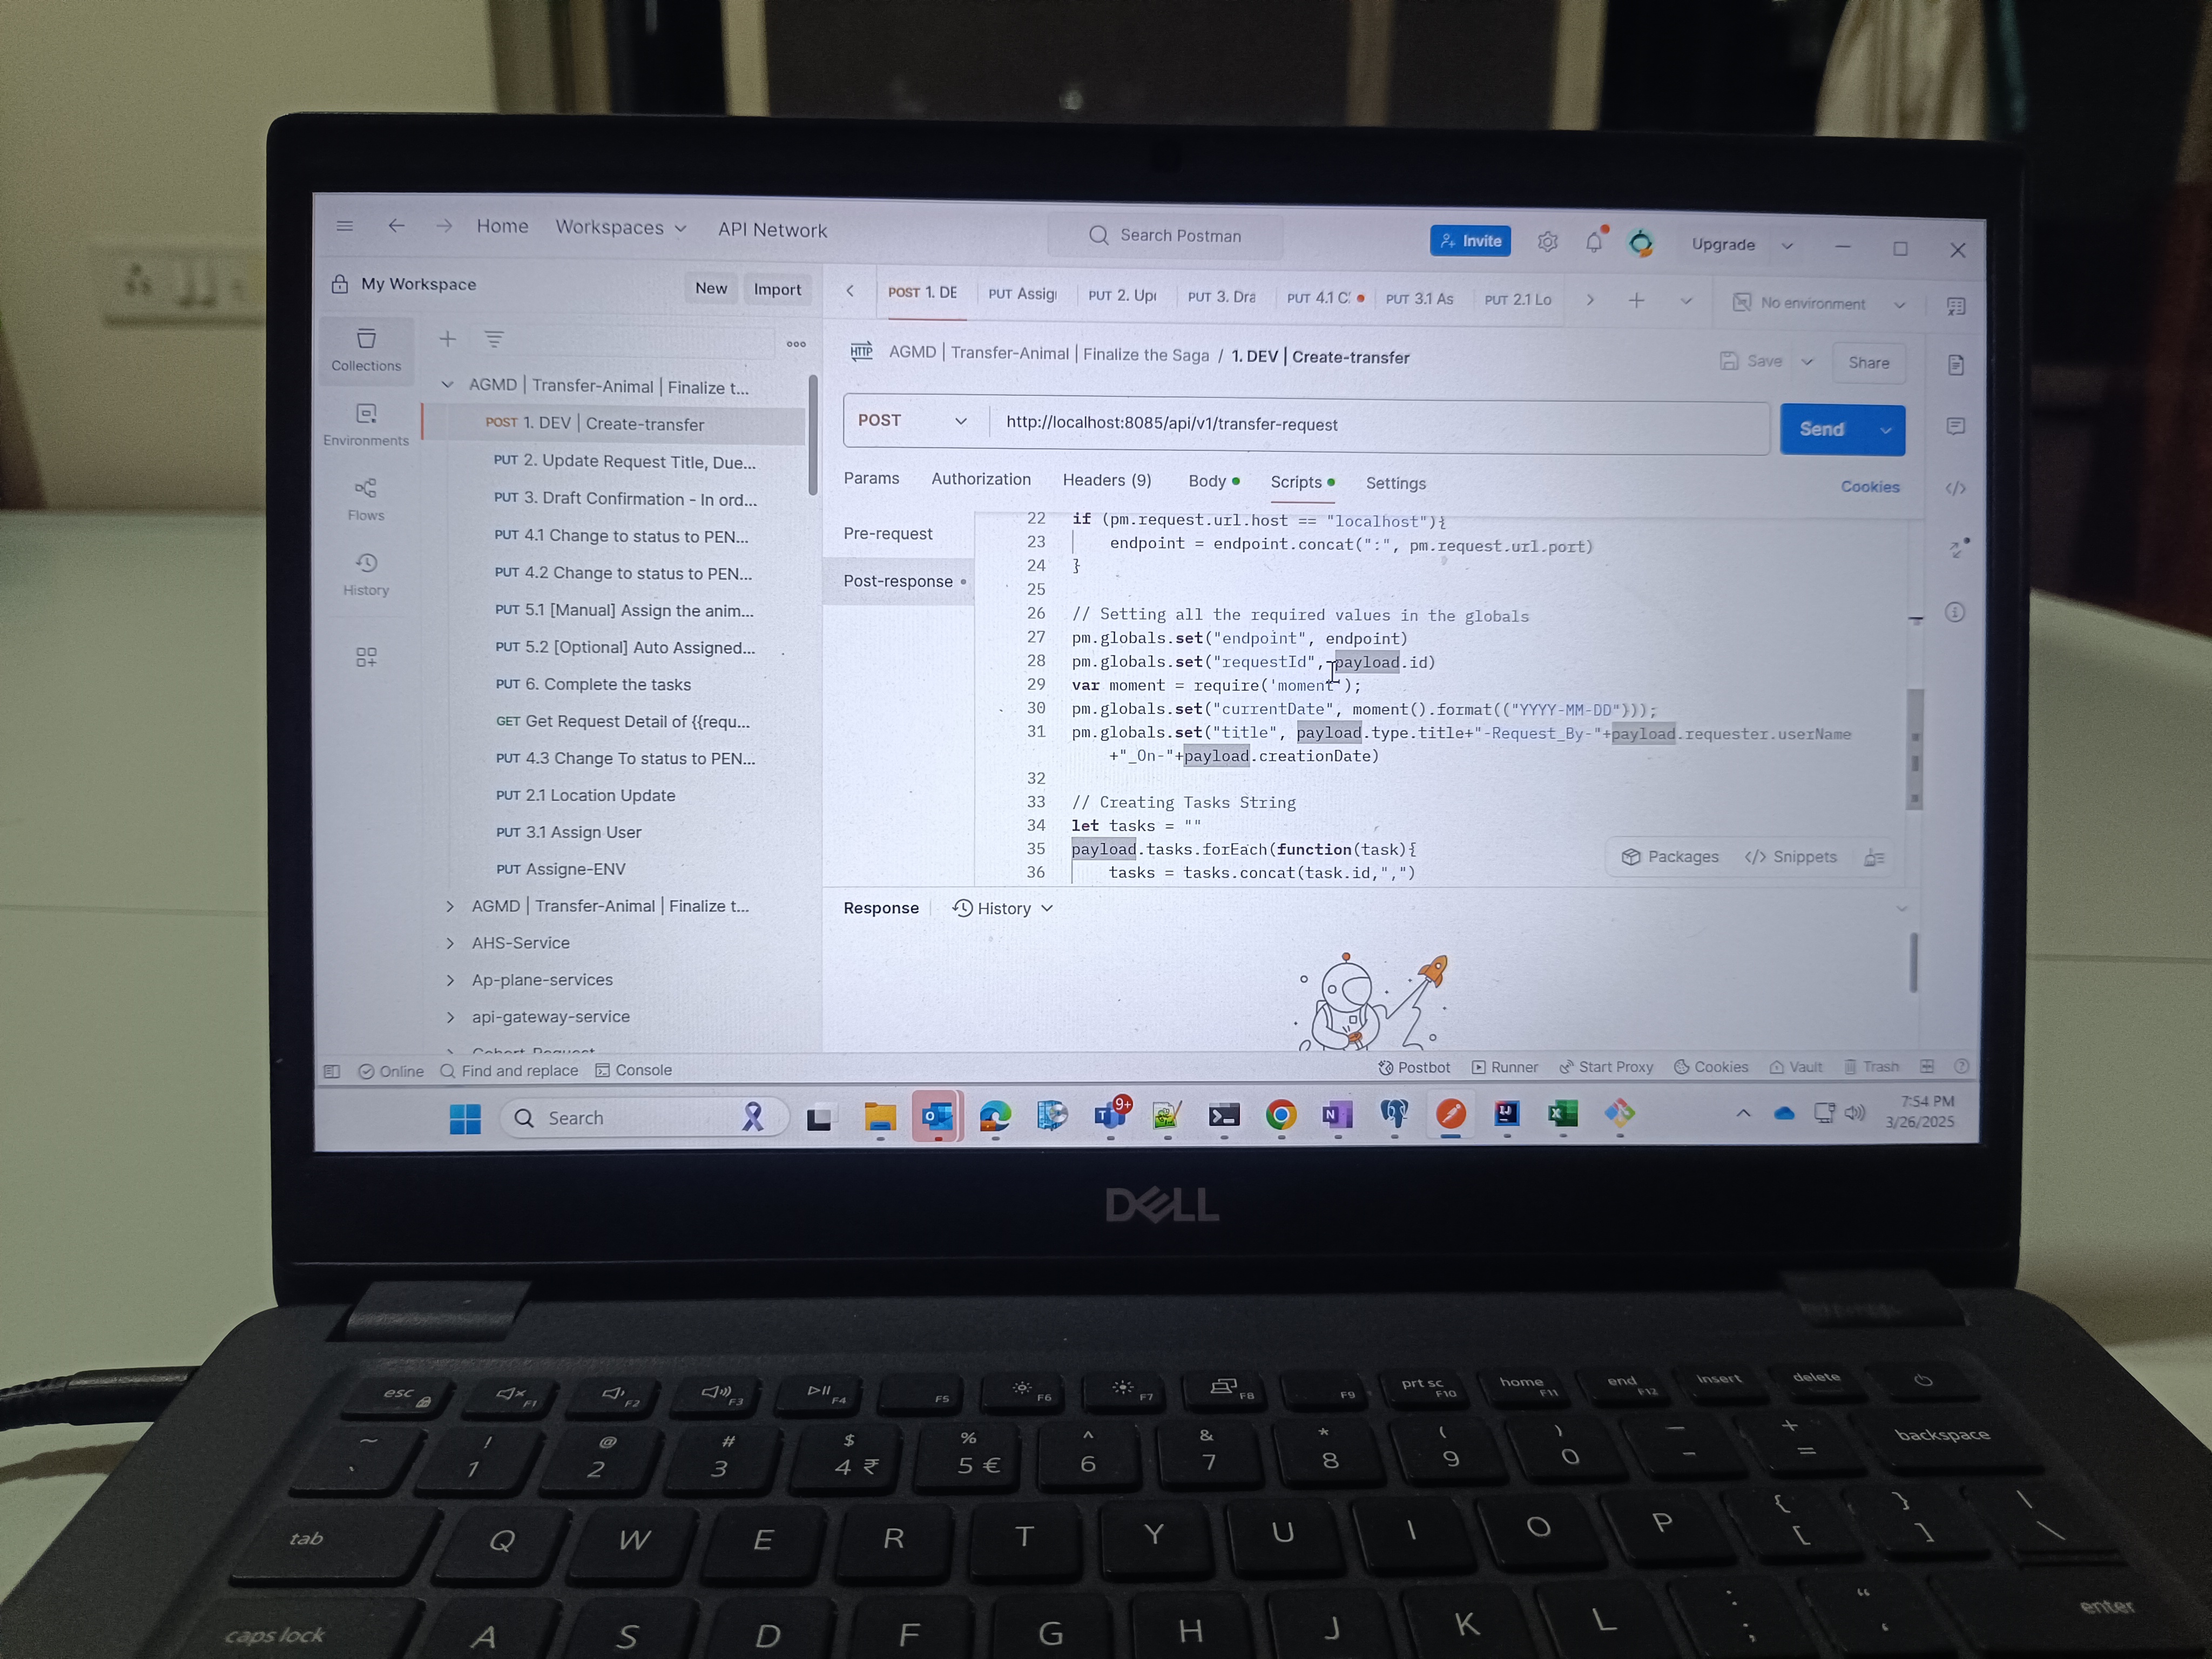 Home Workspaces API Network Search Postman Invite Upgrade
My Workspace New Import
POST 1. DE PUT Assig PUT 2. Up PUT 3. Dra PUT 4.1 C PUT 3.1 As PUT 2.1 Lo No environment
Collections
Environments
Flows
History
AGMD | Transfer-Animal | Finalize t...
POST 1. DEV | Create-transfer
PUT 2. Update Request Title, Due...
PUT 3. Draft Confirmation - In ord...
PUT 4.1 Change to status to PEN...
PUT 4.2 Change to status to PEN...
PUT 5.1 [Manual] Assign the anim...
PUT 5.2 [Optional] Auto Assigned...
PUT 6. Complete the tasks
GET Get Request Detail of {{requ...
PUT 4.3 Change To status to PEN...
PUT 2.1 Location Update
PUT 3.1 Assign User
PUT Assigne-ENV
AGMD | Transfer-Animal | Finalize t...
AHS-Service
Ap-plane-services
api-gateway-service
Cohort-Request
HTTP AGMD | Transfer-Animal | Finalize the Saga / 1. DEV | Create-transfer Save Share
POST http://localhost:8085/api/v1/transfer-request Send
Params Authorization Headers (9) Body Scripts Settings Cookies
Pre-request
Post-response
22 if (pm.request.url.host == "localhost"){
23 endpoint = endpoint.concat(":", pm.request.url.port)
24 }
25
26 // Setting all the required values in the globals
27 pm.globals.set("endpoint", endpoint)
28 pm.globals.set("requestId", payload.id)
29 var moment = require('moment');
30 pm.globals.set("currentDate", moment().format(("YYYY-MM-DD")));
31 pm.globals.set("title", payload.type.title+"-Request_By-"+payload.requester.userName
+"_On-"+payload.creationDate)
32
33 // Creating Tasks String
34 let tasks = ""
35 payload.tasks.forEach(function(task){
36 tasks = tasks.concat(task.id,",")
Packages </> Snippets
Response History
Online Find and replace Console Postbot Runner Start Proxy Cookies Vault Trash
Search 9+ 7:54 PM
3/26/2025
DELL
esc F1 F2 F3 F4 F5 F6 F7 F8 F9 prt sc F10 home F11 end F12 insert delete
~ ` ! 1 @ 2 # 3 $ 4 ₹ % 5 € ^ 6 & 7 * 8 ( 9 ) 0 _ - + = backspace
tab Q W E R T Y U I O P { [ } ] | \
caps lock A S D F G H J K L : ; “ ‘ enter